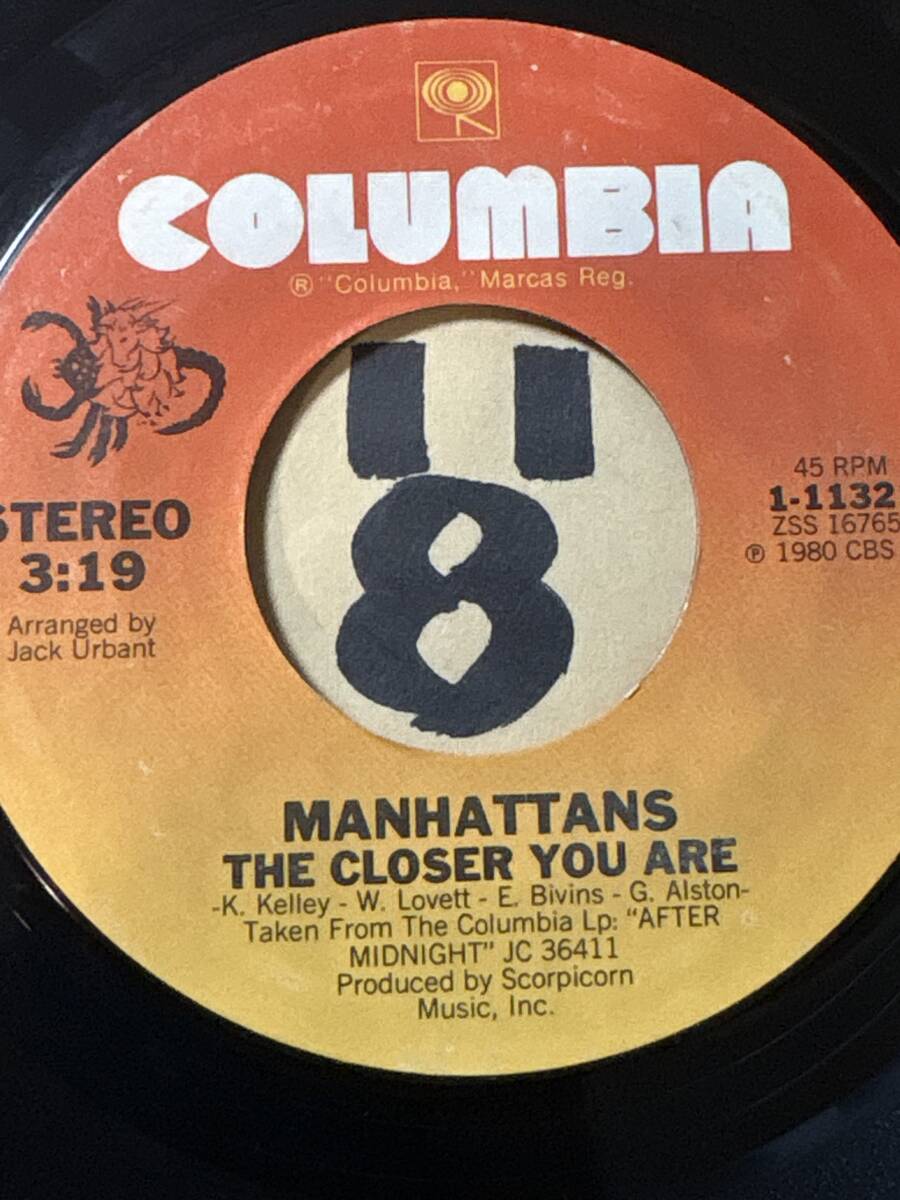 COLUMBIA
® "Columbia," Marcas Reg.
STEREO
3:19
Arranged by
Jack Urbant
45 RPM
1-1132
ZSS 16765
℗ 1980 CBS
"
8
MANHATTANS
THE CLOSER YOU ARE
-K. Kelley - W. Lovett - E. Bivins - G. Alston-
Taken From The Columbia Lp: "AFTER
MIDNIGHT" JC 36411
Produced by Scorpicorn
Music, Inc.